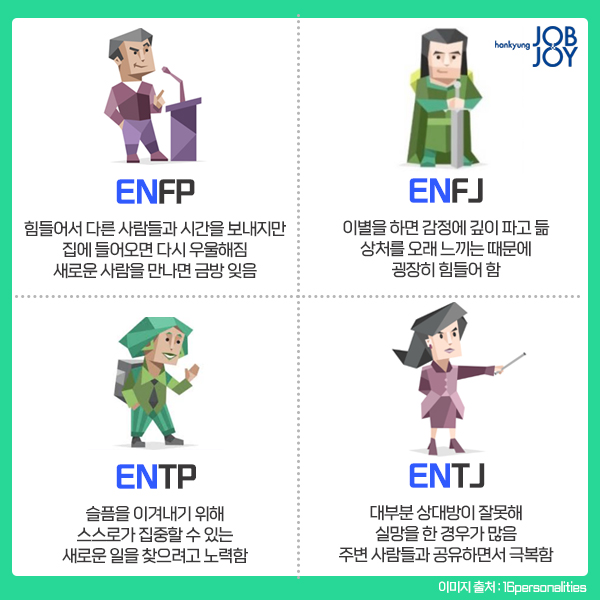 hankyung JOB
JOY
ENFP
힘들어서 다른 사람들과 시간을 보내지만
집에 들어오면 다시 우울해짐
새로운 사람을 만나면 금방 잊음
ENFJ
이별을 하면 감정에 깊이 파고 듦
상처를 오래 느끼는 때문에
굉장히 힘들어 함
ENTP
슬픔을 이겨내기 위해
스스로가 집중할 수 있는
새로운 일을 찾으려고 노력함
ENTJ
대부분 상대방이 잘못해
실망을 한 경우가 많음
주변 사람들과 공유하면서 극복함
이미지 출처 : 16personalities